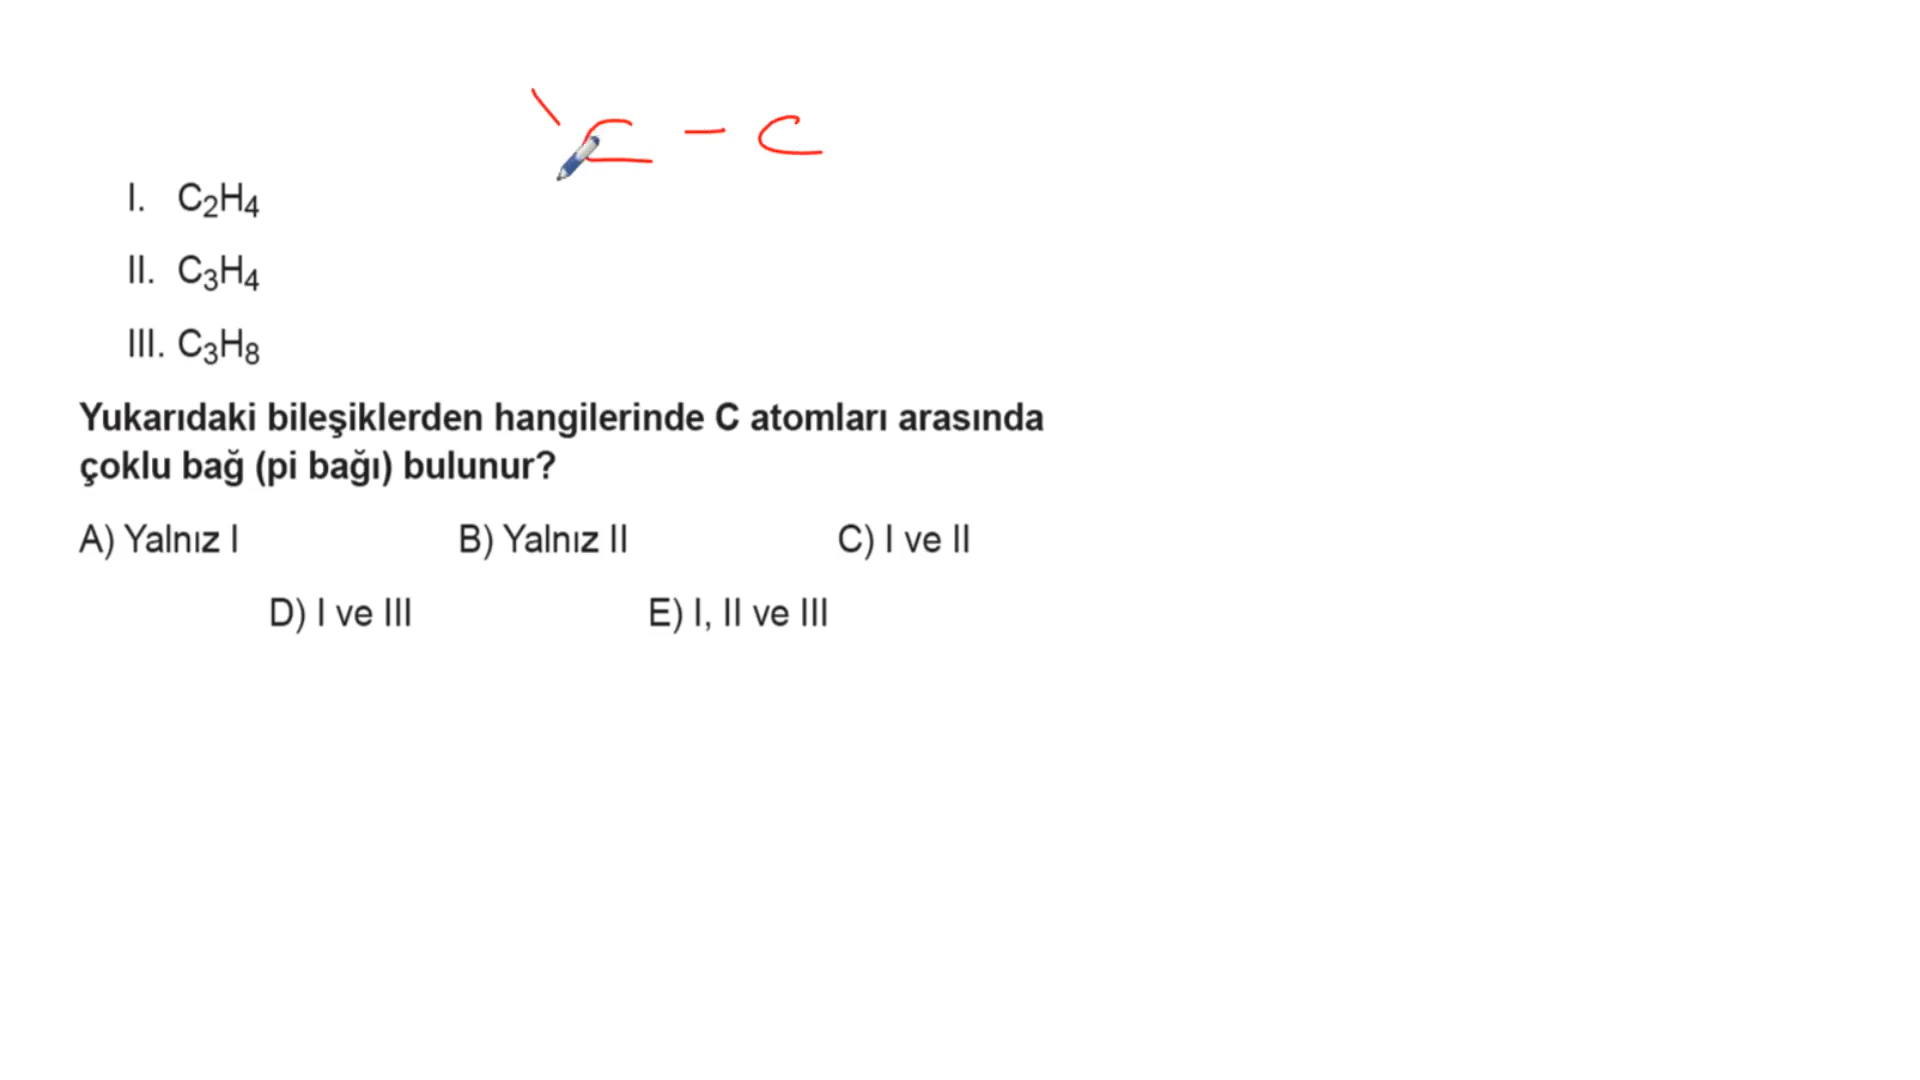 C - C
I. C₂H₄
II. C₃H₄
III. C₃H₈
Yukarıdaki bileşiklerden hangilerinde C atomları arasında
çoklu bağ (pi bağı) bulunur?
A) Yalnız I B) Yalnız II C) I ve II
D) I ve III E) I, II ve III